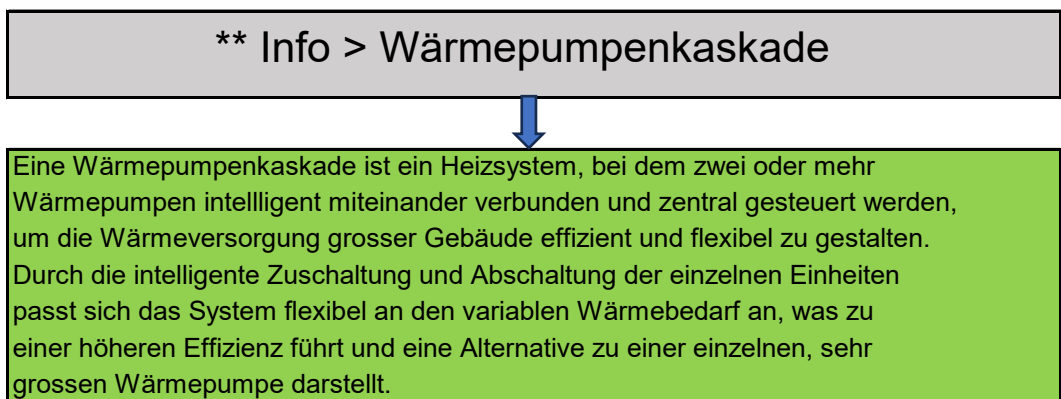 ** Info > Wärmepumpenkaskade
Eine Wärmepumpenkaskade ist ein Heizsystem, bei dem zwei oder mehr
Wärmepumpen intellligent miteinander verbunden und zentral gesteuert werden,
um die Wärmeversorgung grosser Gebäude effizient und flexibel zu gestalten.
Durch die intelligente Zuschaltung und Abschaltung der einzelnen Einheiten
passt sich das System flexibel an den variablen Wärmebedarf an, was zu
einer höheren Effizienz führt und eine Alternative zu einer einzelnen, sehr
grossen Wärmepumpe darstellt.